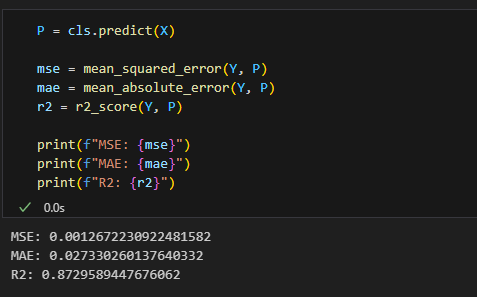 P = cls.predict(X)
mse = mean_squared_error(Y, P)
mae = mean_absolute_error(Y, P)
r2 = r2_score(Y, P)
print(f"MSE: {mse}")
print(f"MAE: {mae}")
print(f"R2: {r2}")
0.0s
MSE: 0.0012672230922481582
MAE: 0.027330260137640332
R2: 0.8729589447676062